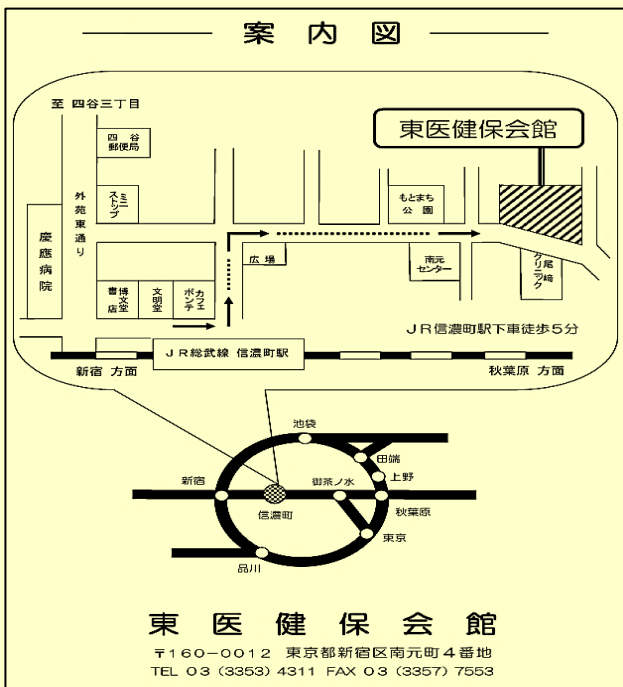 案内図
至 四谷三丁目
四谷
郵便局
東医健保会館
外苑東通り
ミニ
ストップ
もとまち
公園
慶應病院
広場
南元
センター
尾﨑
クリニック
博文堂
書店
文明堂
カフェ
ボンテ
JR信濃町駅下車徒歩5分
JR総武線 信濃町駅
新宿 方面
秋葉原 方面
池袋
田端
上野
新宿
御茶ノ水
信濃町
秋葉原
東京
品川
東医健保会館
〒160-0012 東京都新宿区南元町4番地
TEL 03 (3353) 4311 FAX 03 (3357) 7553